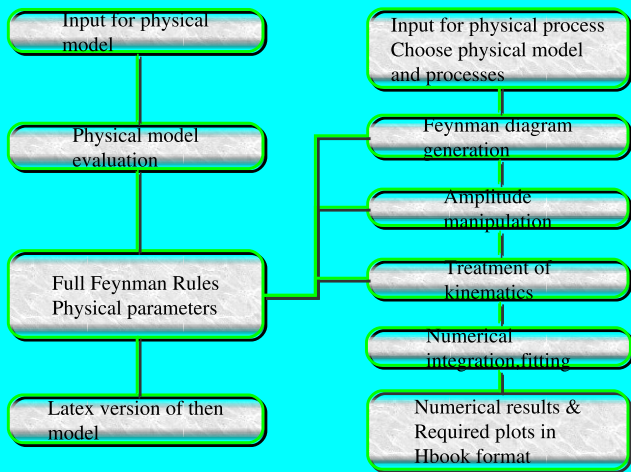 Input for physical
model
Physical model
evaluation
Full Feynman Rules
Physical parameters
Latex version of then
model
Input for physical process
Choose physical model
and processes
Feynman diagram
generation
Amplitude
manipulation
Treatment of
kinematics
Numerical
integration,fitting
Numerical results &
Required plots in
Hbook format